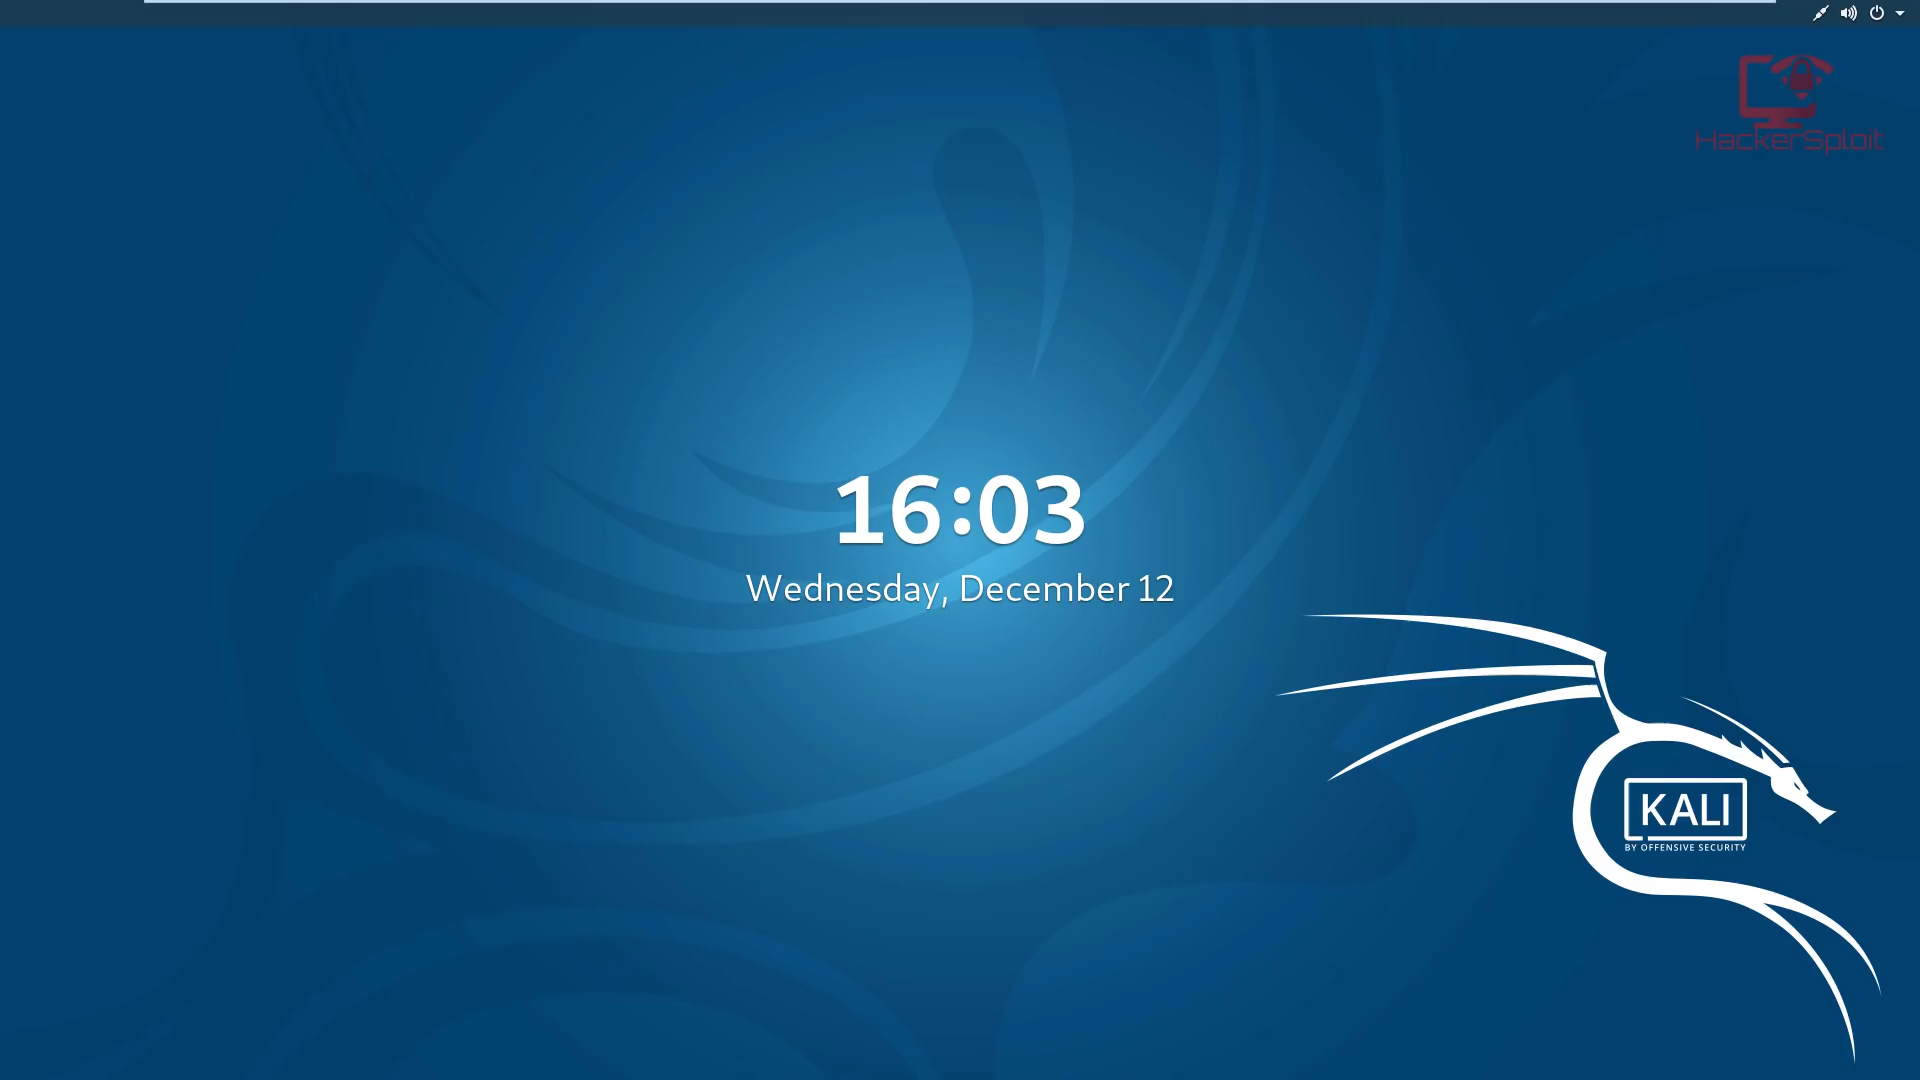 HackerSploit
16:03
Wednesday, December 12
KALI
BY OFFENSIVE SECURITY